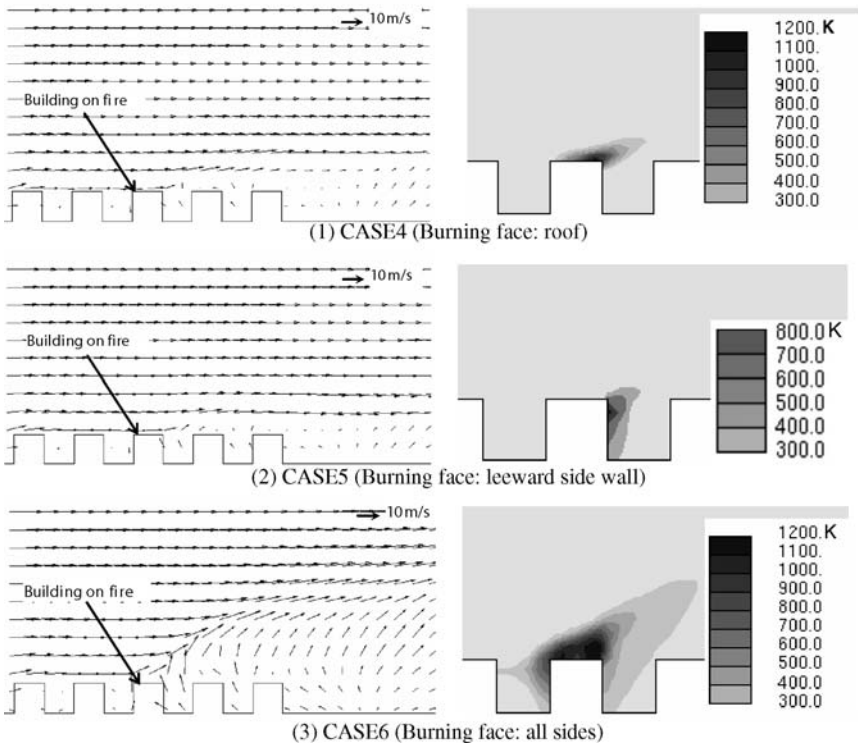 10m/s
Building on fire
1200. K
1100.
1000.
900.0
800.0
700.0
600.0
500.0
400.0
300.0
(1) CASE4 (Burning face: roof)
10m/s
Building on fire
800.0 K
700.0
600.0
500.0
400.0
300.0
(2) CASE5 (Burning face: leeward side wall)
10m/s
Building on fire
1200. K
1100.
1000.
900.0
800.0
700.0
600.0
500.0
400.0
300.0
(3) CASE6 (Burning face: all sides)